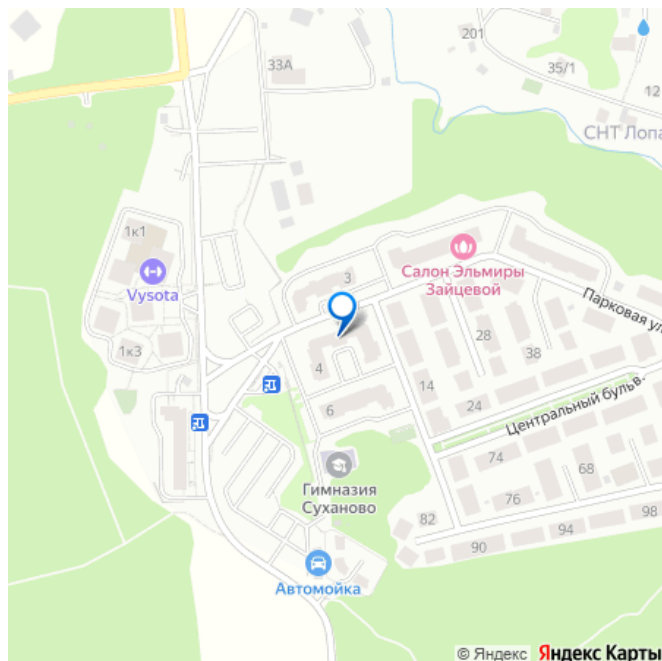 201
33А
35/1
12
СНТ Лопа
1к1
3
Салон Эльмиры
Зайцевой
Vysota
Парковая ул
28
38
1к3
4
14
24
6
Центральный бульв.
74
68
Гимназия
Суханово
76
82
98
94
90
Автомойка
© Яндекс Яндекс Карты